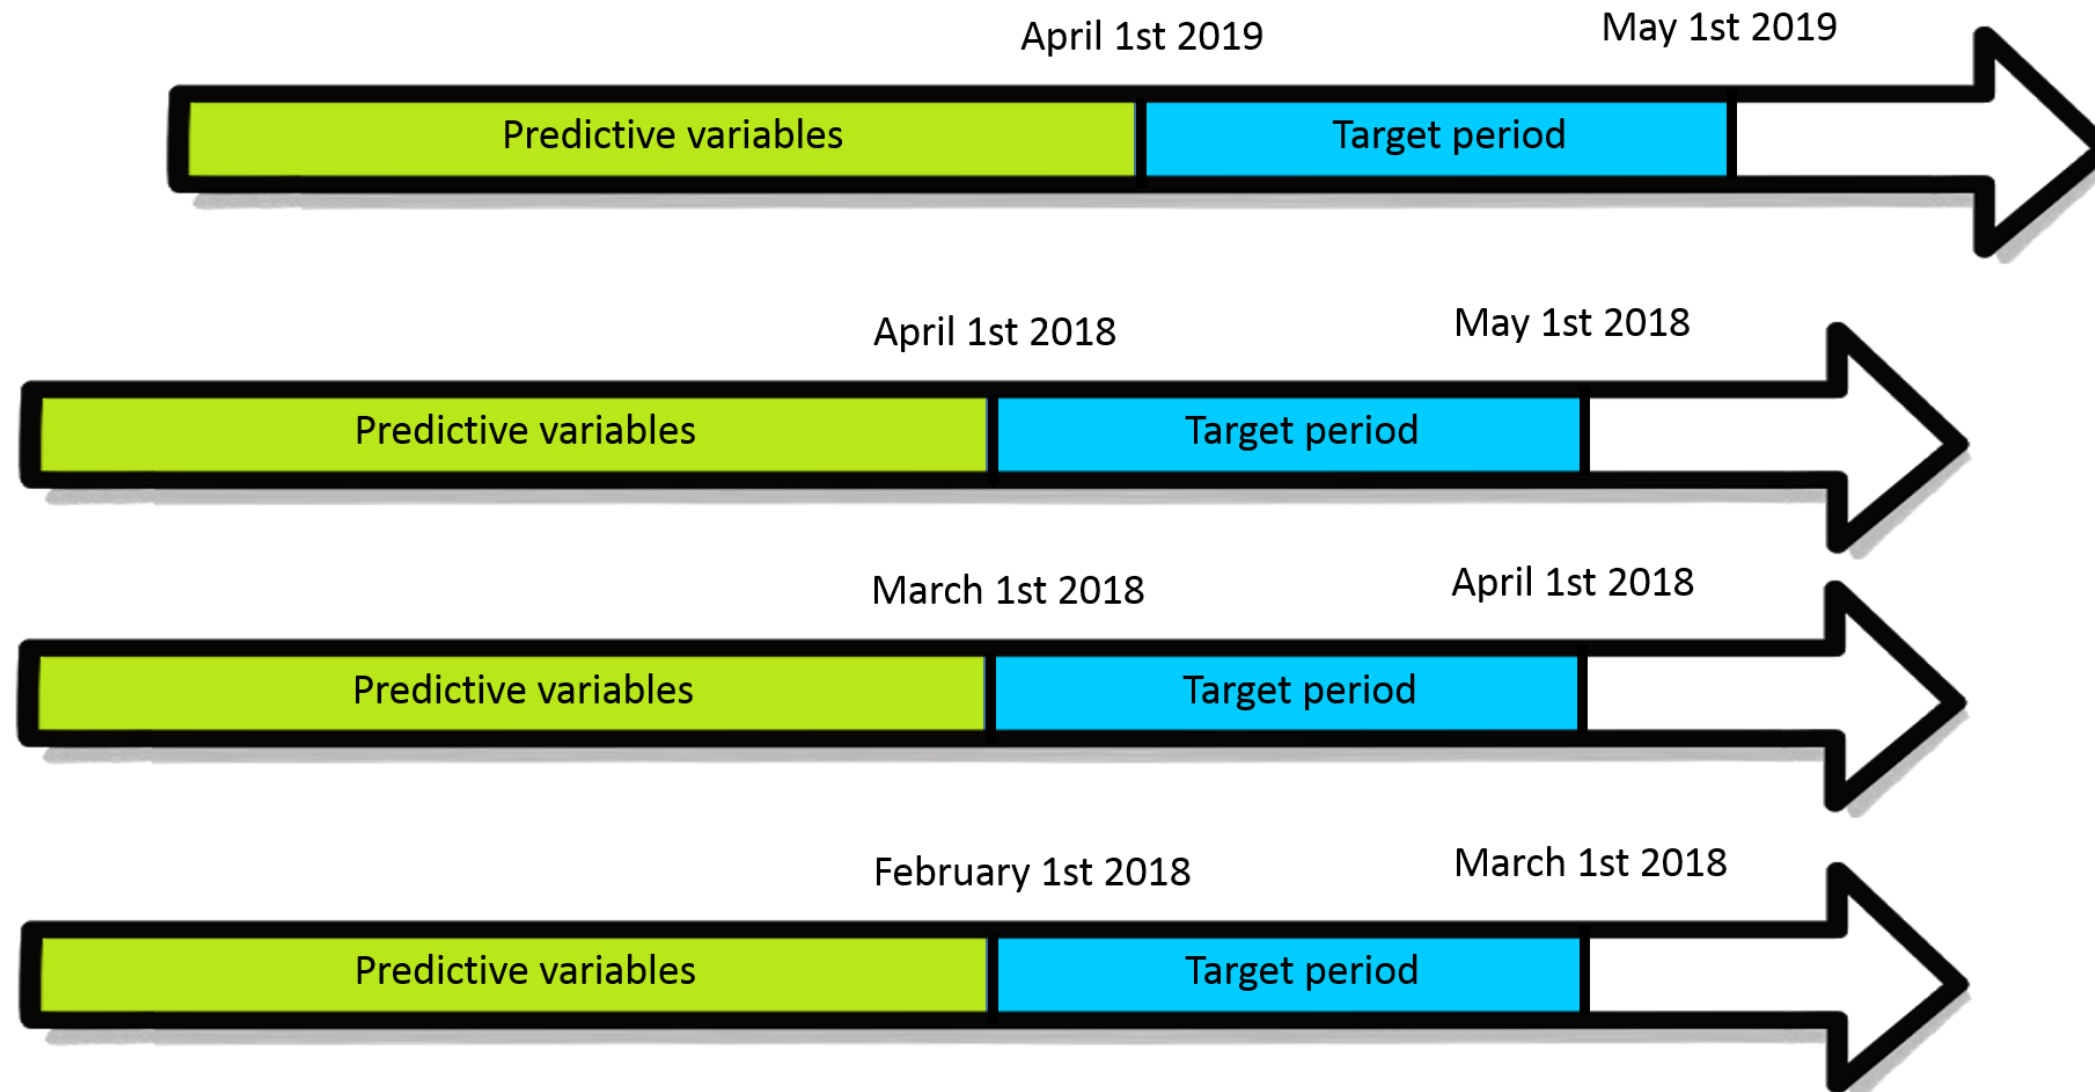 April 1st 2019
May 1st 2019
Predictive variables
Target period
April 1st 2018
May 1st 2018
Predictive variables
Target period
March 1st 2018
April 1st 2018
Predictive variables
Target period
February 1st 2018
March 1st 2018
Predictive variables
Target period